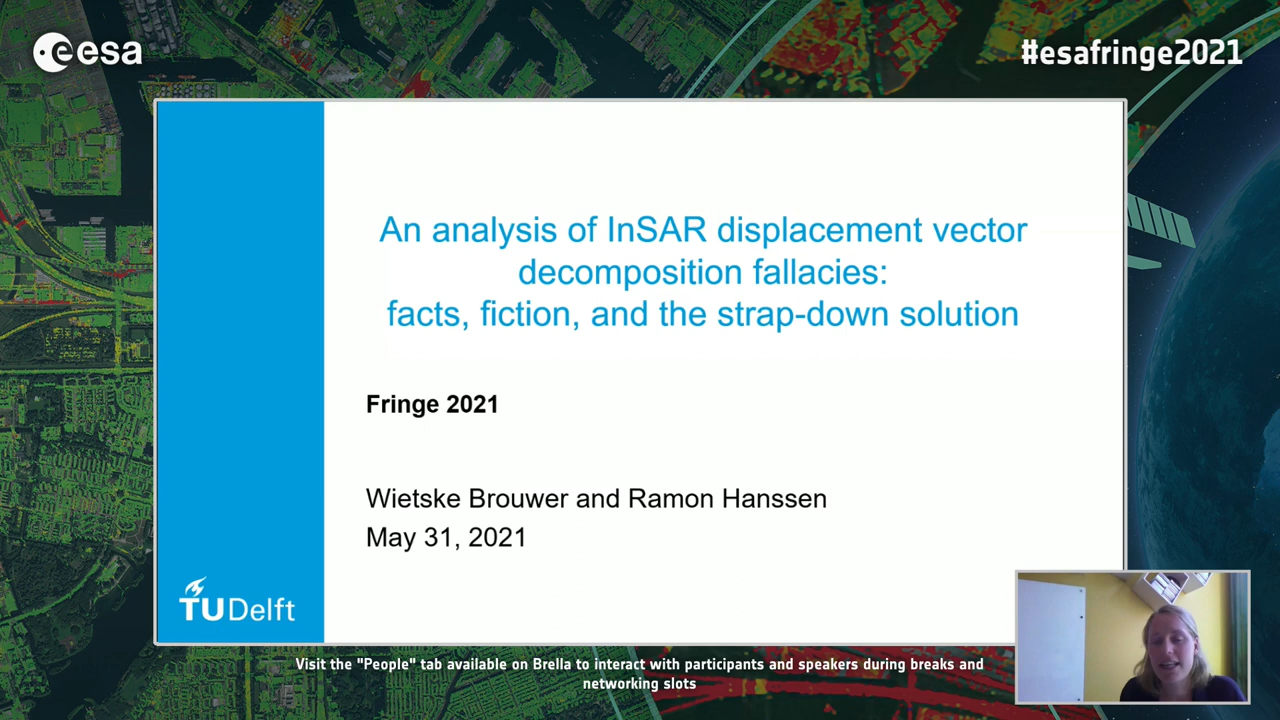 esa
#esafringe2021
An analysis of InSAR displacement vector
decomposition fallacies:
facts, fiction, and the strap-down solution
Fringe 2021
Wietske Brouwer and Ramon Hanssen
May 31, 2021
TUDelft
Visit the "People" tab available on Brella to interact with participants and speakers during breaks and
networking slots